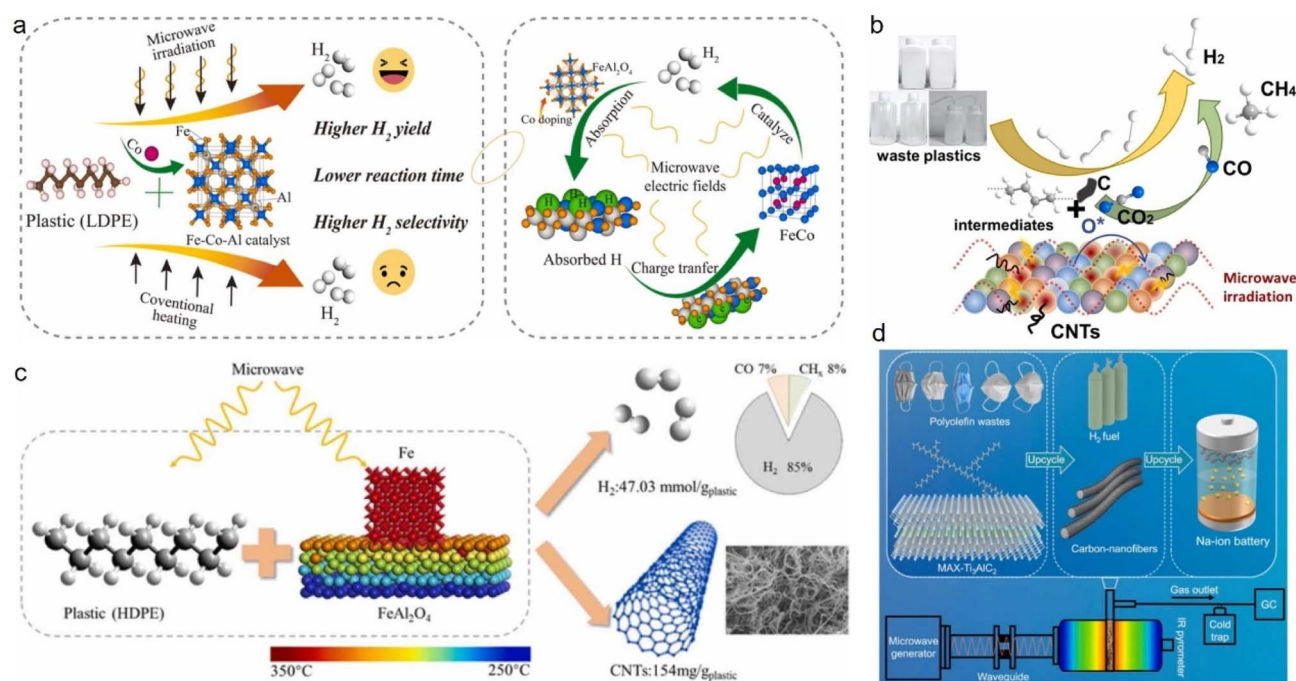 a
Microwave
irradiation
H₂
Fe
Co
Higher H₂ yield
Lower reaction time
Higher H₂ selectivity
Plastic (LDPE)
Al
Fe-Co-Al catalyst
Coventional
heating
H₂
FeAl₂O₄
Co doping
H₂
Absorption
Catalyze
Microwave
electric fields
H
H
H
Absorbed H
Charge tranfer
FeCo
b
H₂
CH₄
waste plastics
CO
C
+
CO₂
intermediates
O*
Microwave
irradiation
CNTs
c
Microwave
Fe
Plastic (HDPE)
FeAl₂O₄
350°C
250°C
H₂:47.03 mmol/gplastic
CO 7%
CHₓ 8%
H₂ 85%
CNTs:154mg/gplastic
d
Polyolefin wastes
MAX-Ti₃AlC₂
Upcycle
H₂ fuel
Carbon-nanofibers
Upcycle
Na-ion battery
Gas outlet
GC
Cold
trap
IR pyrometer
Microwave
generator
Waveguide